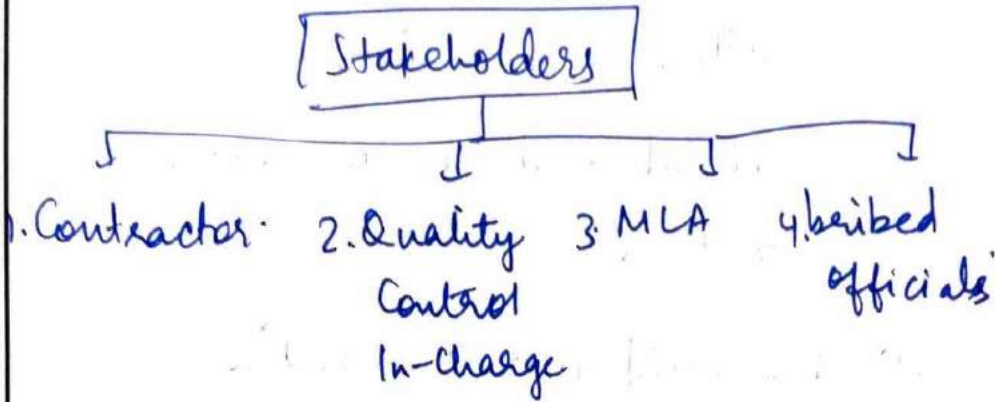 Stakeholders
1. Contractor. 2. Quality 3. MLA 4. bribed
Control officials
In-Charge